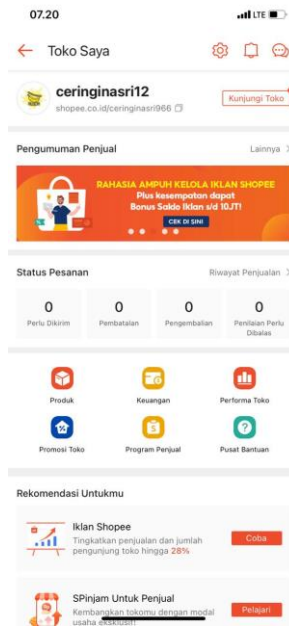 07.20
LTE
Toko Saya
ceringinasri12
shopee.co.id/ceringinasri966
Kunjungi Toko
Pengumuman Penjual
Lainnya
RAHASIA AMPUH KELOLA IKLAN SHOPEE
Plus kesempatan dapat
Bonus Saldo Iklan s/d 10JT!
CEK DI SINI
Status Pesanan
Riwayat Penjualan
0
0
0
0
Perlu Dikirim
Pembatalan
Pengembalian
Penilaian Perlu
Dibalas
Produk
Keuangan
Performa Toko
Promosi Toko
Program Penjual
Pusat Bantuan
Rekomendasi Untukmu
Iklan Shopee
Tingkatkan penjualan dan jumlah
pengunjung toko hingga 28%
Coba
SPinjam Untuk Penjual
Kembangkan tokomu dengan modal
usaha eksklusif!
Pelajari